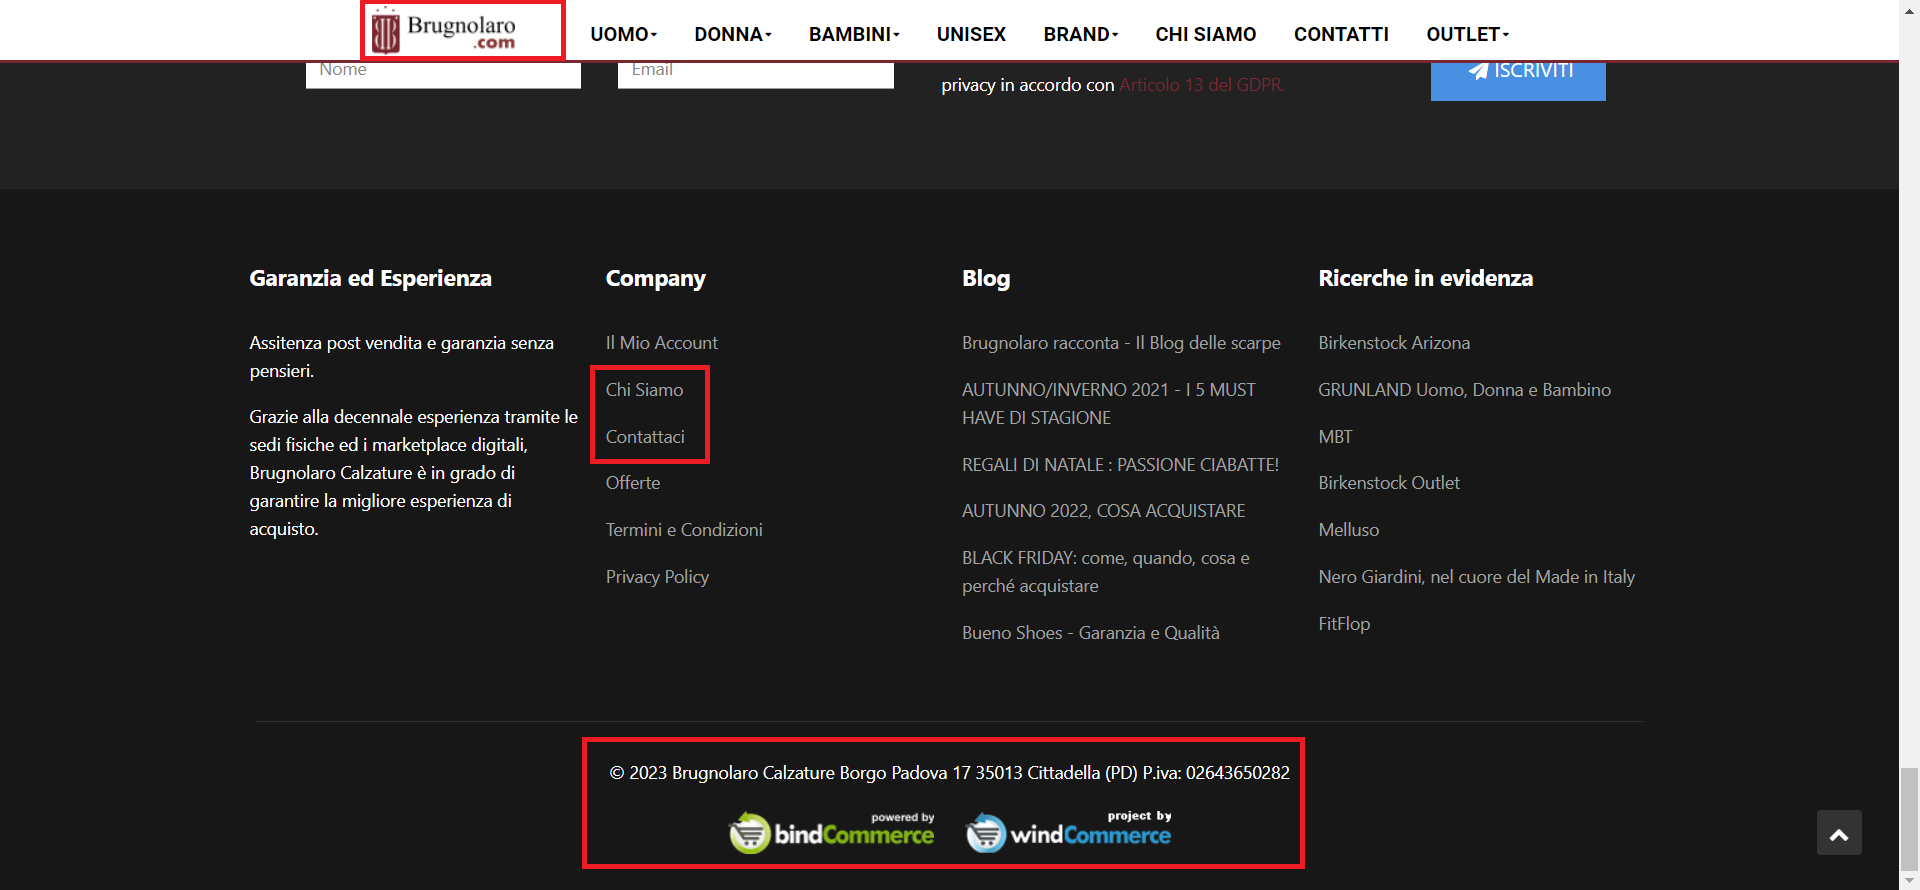 Brugnolaro
.com
UOMO DONNA BAMBINI UNISEX BRAND CHI SIAMO CONTATTI OUTLET
Nome
Email
privacy in accordo con Articolo 13 del GDPR.
ISCRIVITI
Garanzia ed Esperienza
Assitenza post vendita e garanzia senza
pensieri.
Grazie alla decennale esperienza tramite le
sedi fisiche ed i marketplace digitali,
Brugnolaro Calzature è in grado di
garantire la migliore esperienza di
acquisto.
Company
Il Mio Account
Chi Siamo
Contattaci
Offerte
Termini e Condizioni
Privacy Policy
Blog
Brugnolaro racconta - Il Blog delle scarpe
AUTUNNO/INVERNO 2021 - I 5 MUST
HAVE DI STAGIONE
REGALI DI NATALE : PASSIONE CIABATTE!
AUTUNNO 2022, COSA ACQUISTARE
BLACK FRIDAY: come, quando, cosa e
perché acquistare
Bueno Shoes - Garanzia e Qualità
Ricerche in evidenza
Birkenstock Arizona
GRUNLAND Uomo, Donna e Bambino
MBT
Birkenstock Outlet
Melluso
Nero Giardini, nel cuore del Made in Italy
FitFlop
© 2023 Brugnolaro Calzature Borgo Padova 17 35013 Cittadella (PD) P.iva: 02643650282
powered by
bindCommerce
project by
windCommerce